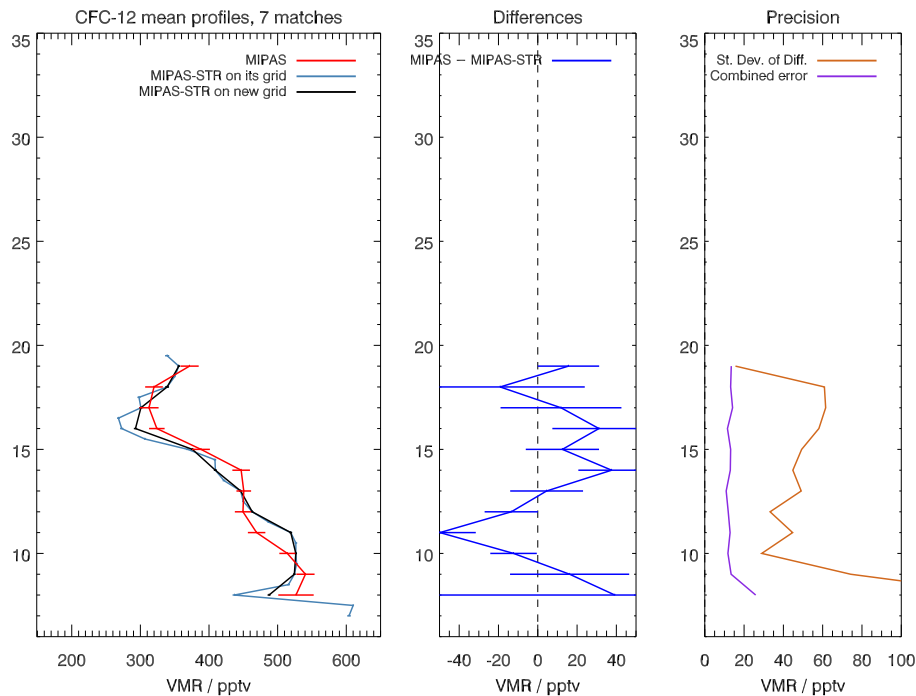 CFC-12 mean profiles, 7 matches
MIPAS
MIPAS-STR on its grid
MIPAS-STR on new grid
35
30
25
20
15
10
200 300 400 500 600
VMR / pptv
Differences
MIPAS − MIPAS-STR
35
30
25
20
15
10
-40 -20 0 20 40
VMR / pptv
Precision
St. Dev. of Diff.
Combined error
35
30
25
20
15
10
0 20 40 60 80 100
VMR / pptv